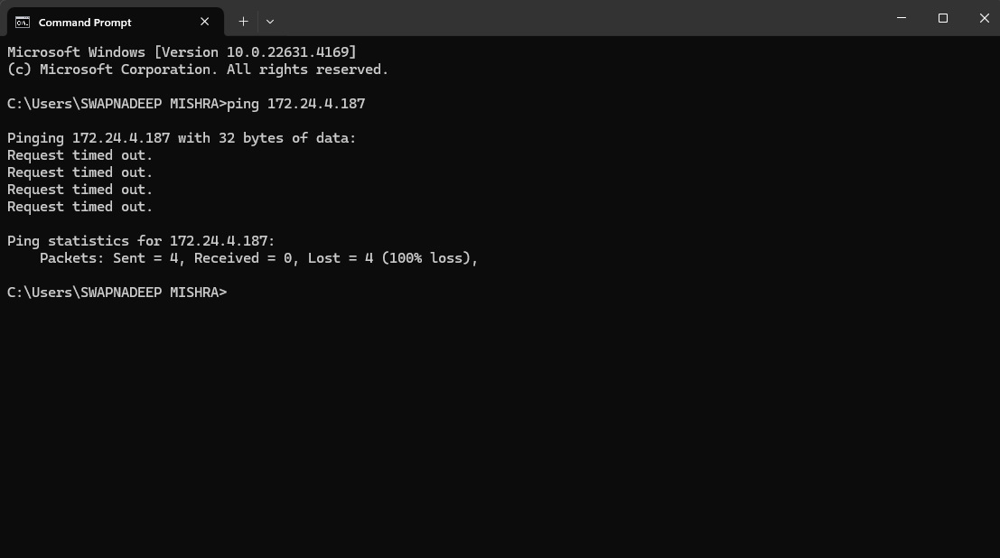 Command Prompt
Microsoft Windows [Version 10.0.22631.4169]
(c) Microsoft Corporation. All rights reserved.
C:\Users\SWAPNADEEP MISHRA>ping 172.24.4.187
Pinging 172.24.4.187 with 32 bytes of data:
Request timed out.
Request timed out.
Request timed out.
Request timed out.
Ping statistics for 172.24.4.187:
    Packets: Sent = 4, Received = 0, Lost = 4 (100% loss),
C:\Users\SWAPNADEEP MISHRA>